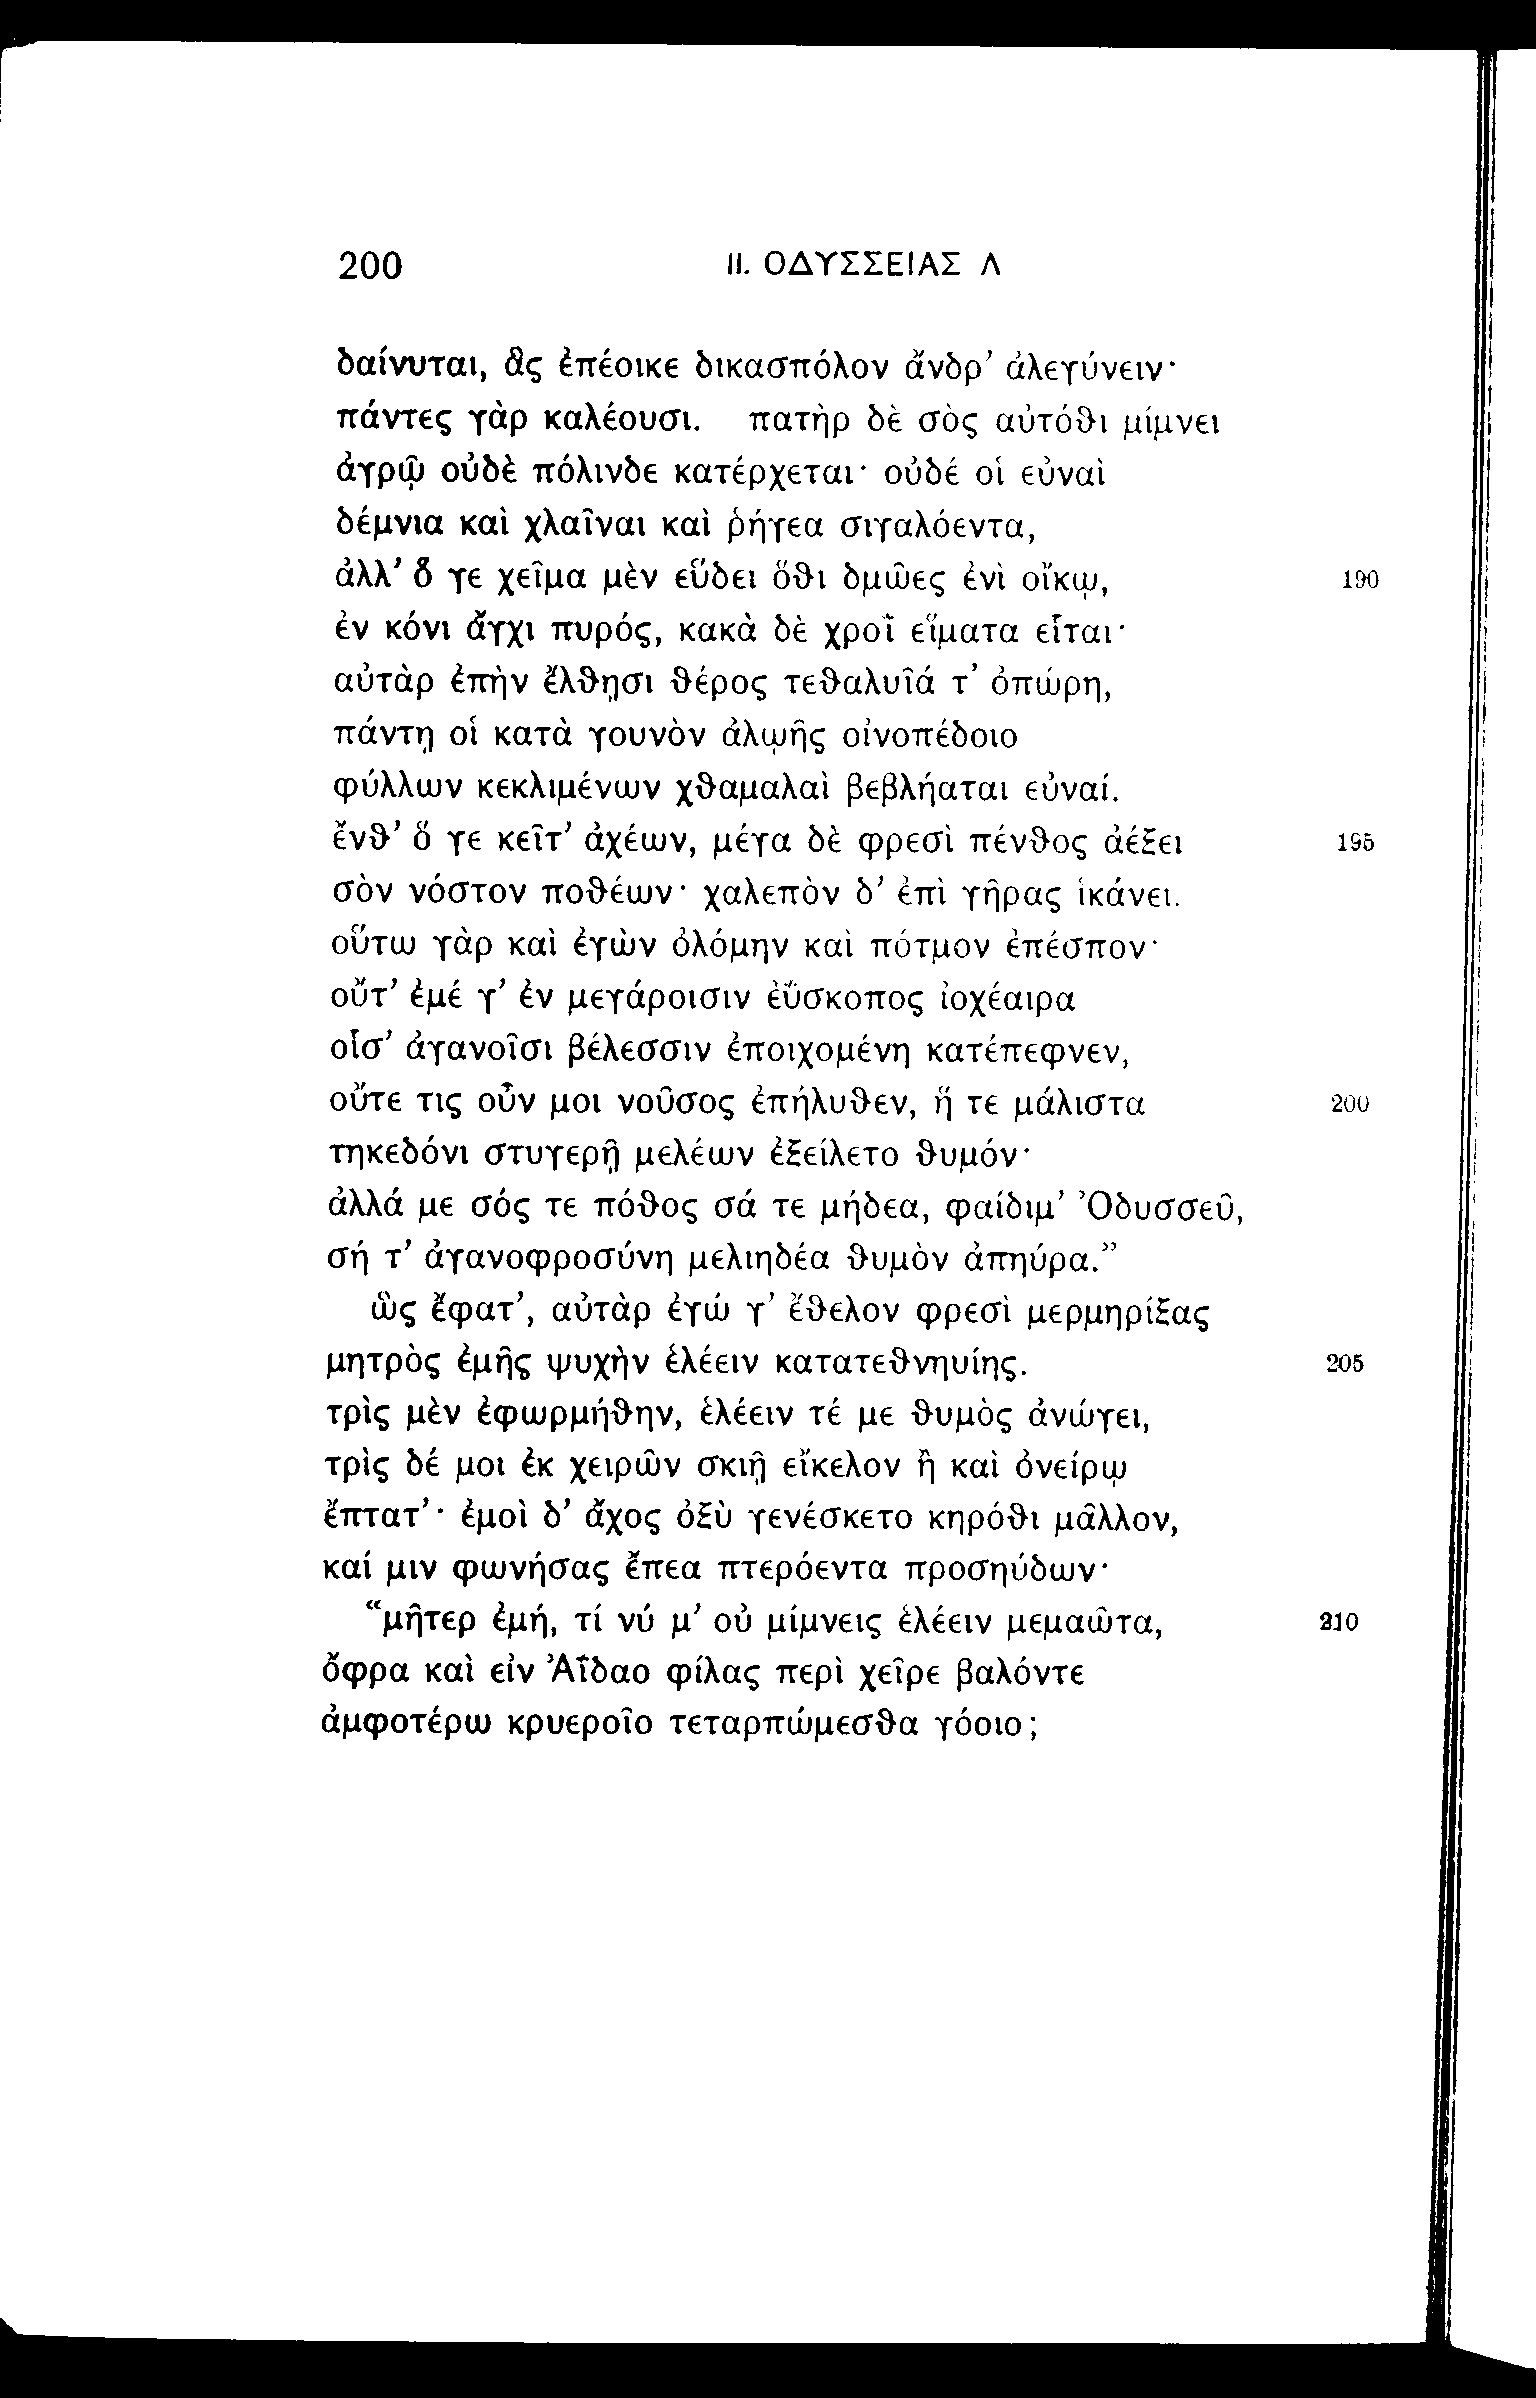 200 II. ΟΔΥΣΣΕΙΑΣ Λ
δαίνυται, ἃς ἐπέοικε δικασπόλον ἄνδρ’ ἀλεγύνειν·
πάντες γὰρ καλέουσι. πατὴρ δὲ σὸς αὐτόθι μίμνει
ἀγρῷ οὐδὲ πόλινδε κατέρχεται· οὐδέ οἱ εὐναὶ
δέμνια καὶ χλαῖναι καὶ ῥήγεα σιγαλόεντα,
ἀλλ’ ὅ γε χεῖμα μὲν εὕδει ὅθι δμῶες ἐνὶ οἴκῳ, 190
ἐν κόνι ἄγχι πυρός, κακὰ δὲ χροῒ εἵματα εἷται·
αὐτὰρ ἐπὴν ἔλθῃσι θέρος τεθαλυῖά τ’ ὀπώρη,
πάντῃ οἱ κατὰ γουνὸν ἀλῳῆς οἰνοπέδοιο
φύλλων κεκλιμένων χθαμαλαὶ βεβλήαται εὐναί.
ἔνθ’ ὅ γε κεῖτ’ ἀχέων, μέγα δὲ φρεσὶ πένθος ἀέξει 195
σὸν νόστον ποθέων· χαλεπὸν δ’ ἐπὶ γῆρας ἱκάνει.
οὕτω γὰρ καὶ ἐγὼν ὀλόμην καὶ πότμον ἐπέσπον·
οὔτ’ ἐμέ γ’ ἐν μεγάροισιν ἐΰσκοπος ἰοχέαιρα
οἷσ’ ἀγανοῖσι βέλεσσιν ἐποιχομένη κατέπεφνεν,
οὔτε τις οὖν μοι νοῦσος ἐπήλυθεν, ἥ τε μάλιστα 200
τηκεδόνι στυγερῇ μελέων ἐξείλετο θυμόν·
ἀλλά με σός τε πόθος σά τε μήδεα, φαίδιμ’ Ὀδυσσεῦ,
σή τ’ ἀγανοφροσύνη μελιηδέα θυμὸν ἀπηύρα.”
ὣς ἔφατ’, αὐτὰρ ἐγώ γ’ ἔθελον φρεσὶ μερμηρίξας
μητρὸς ἐμῆς ψυχὴν ἑλέειν κατατεθνηυίης. 205
τρὶς μὲν ἐφωρμήθην, ἑλέειν τέ με θυμὸς ἀνώγει,
τρὶς δέ μοι ἐκ χειρῶν σκιῇ εἴκελον ἢ καὶ ὀνείρῳ
ἔπτατ’· ἐμοὶ δ’ ἄχος ὀξὺ γενέσκετο κηρόθι μᾶλλον,
καί μιν φωνήσας ἔπεα πτερόεντα προσηύδων·
“μῆτερ ἐμή, τί νύ μ’ οὐ μίμνεις ἑλέειν μεμαῶτα, 210
ὄφρα καὶ εἰν Ἀΐδαο φίλας περὶ χεῖρε βαλόντε
ἀμφοτέρω κρυεροῖο τεταρπώμεσθα γόοιο;